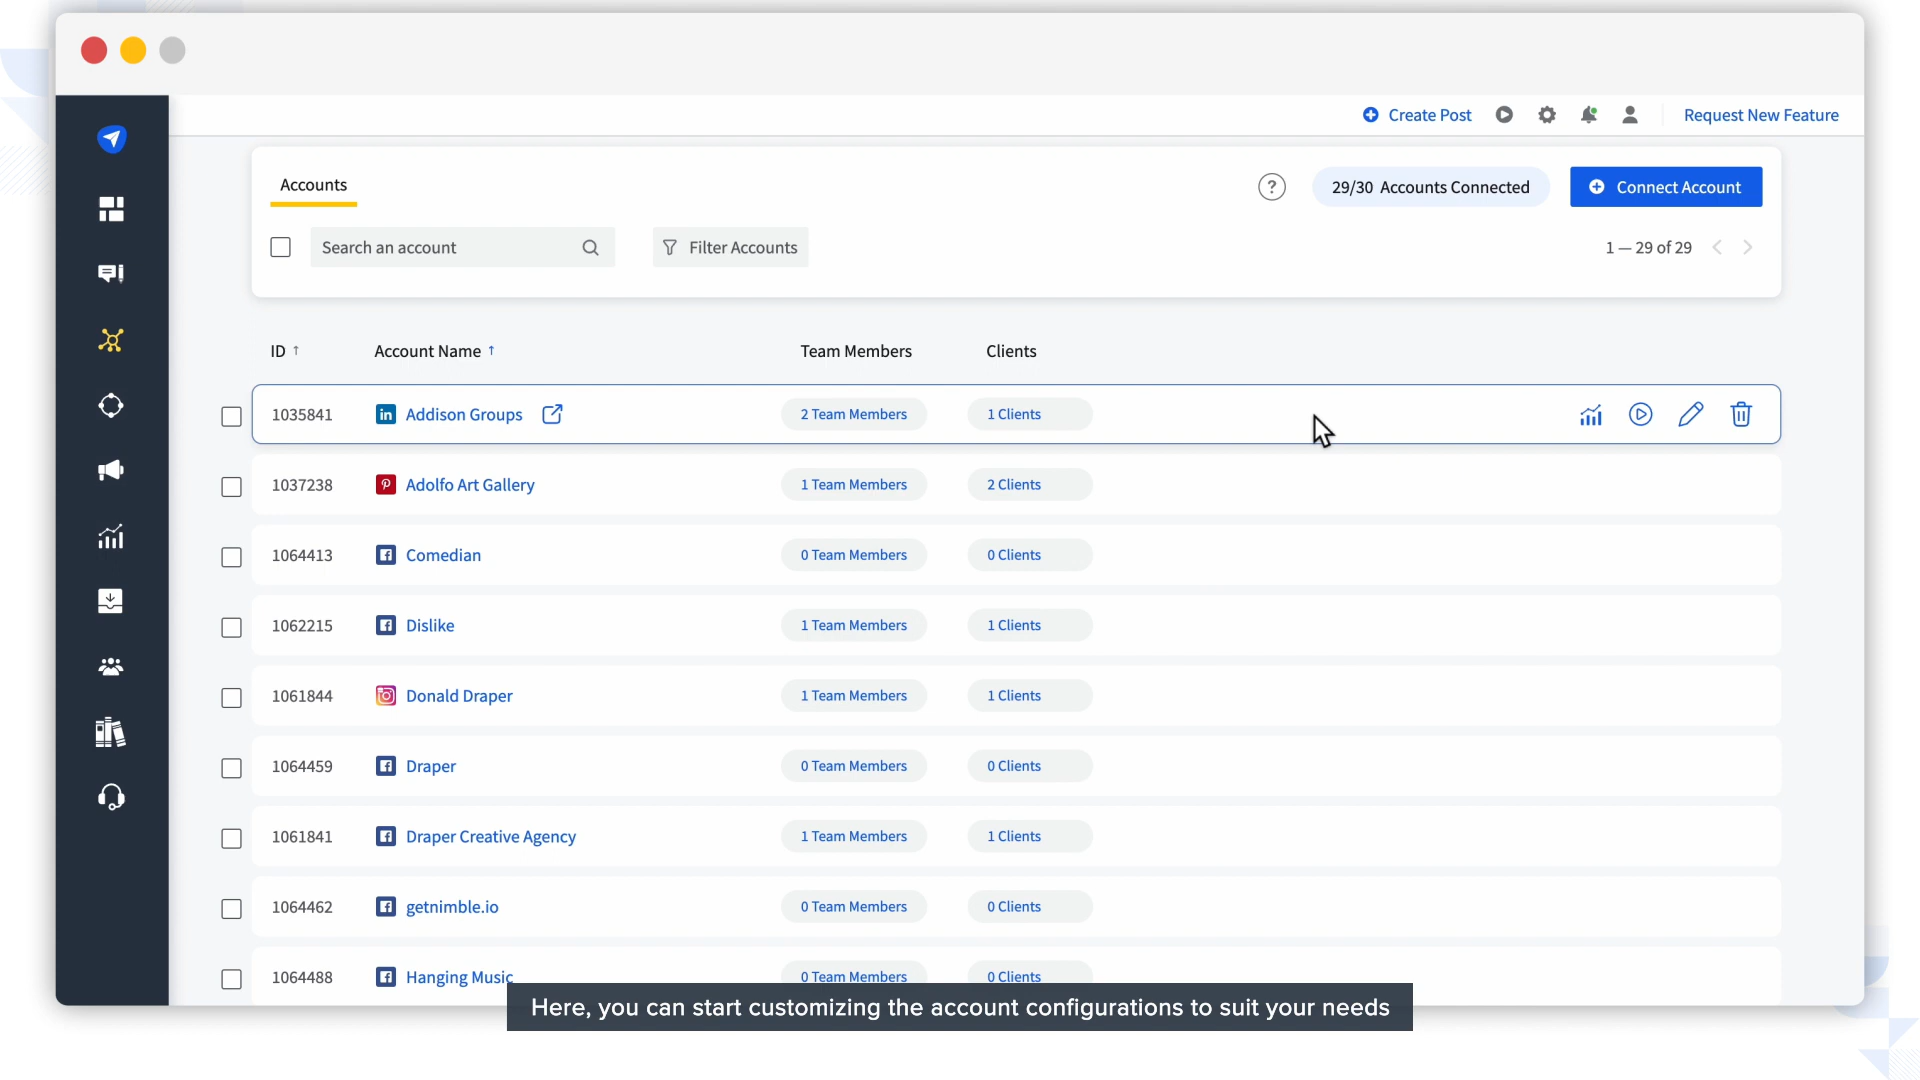 Create Post
Request New Feature
Accounts
? 29/30 Accounts Connected
Connect Account
Search an account
Filter Accounts
1 — 29 of 29
ID ↑ Account Name ↑ Team Members Clients
1035841 in Addison Groups 2 Team Members 1 Clients
1037238 Adolfo Art Gallery 1 Team Members 2 Clients
1064413 Comedian 0 Team Members 0 Clients
1062215 Dislike 1 Team Members 1 Clients
1061844 Donald Draper 1 Team Members 1 Clients
1064459 Draper 0 Team Members 0 Clients
1061841 Draper Creative Agency 1 Team Members 1 Clients
1064462 getnimble.io 0 Team Members 0 Clients
1064488 Hanging Music 0 Team Members 0 Clients
Here, you can start customizing the account configurations to suit your needs